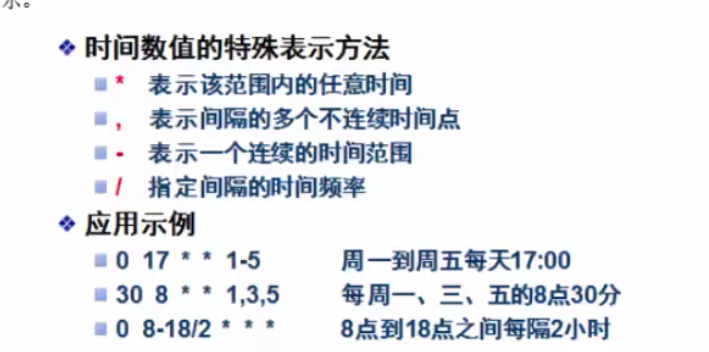 示。
时间数值的特殊表示方法
* 表示该范围内的任意时间
, 表示间隔的多个不连续时间点
- 表示一个连续的时间范围
/ 指定间隔的时间频率
应用示例
0 17 * * 1-5 周一到周五每天17:00
30 8 * * 1,3,5 每周一、三、五的8点30分
0 8-18/2 * * * 8点到18点之间每隔2小时